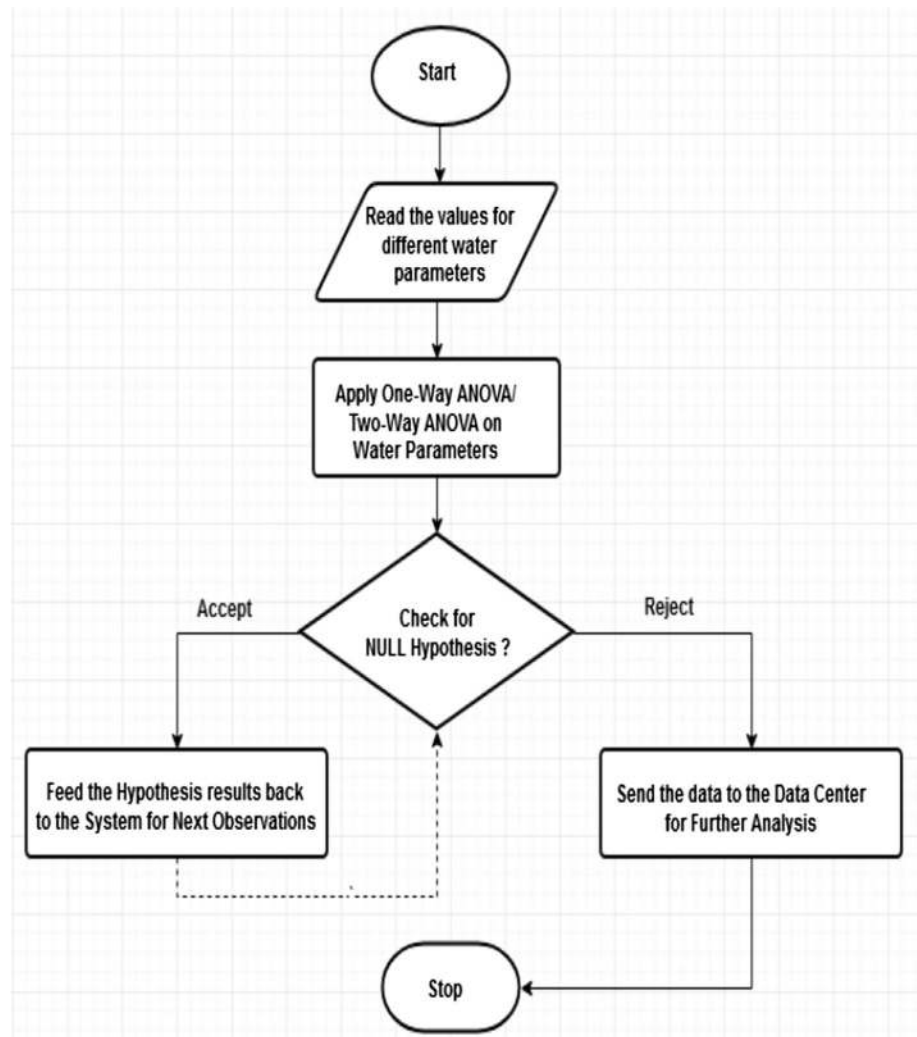 Start
Read the values for
different water
parameters
Apply One-Way ANOVA/
Two-Way ANOVA on
Water Parameters
Accept
Check for
NULL Hypothesis ?
Reject
Feed the Hypothesis results back
to the System for Next Observations
Send the data to the Data Center
for Further Analysis
Stop